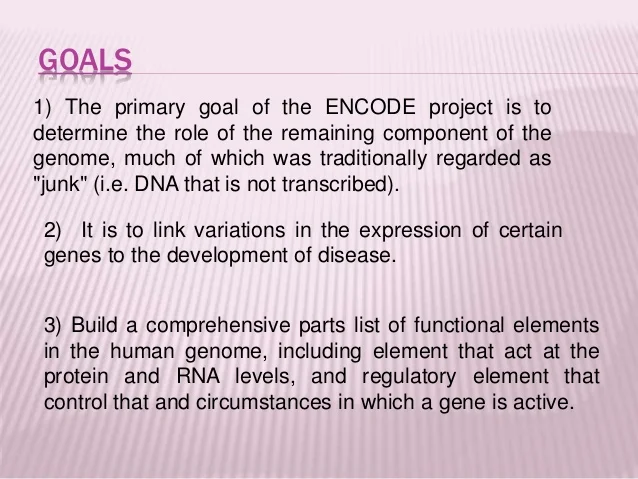 GOALS
1) The primary goal of the ENCODE project is to
determine the role of the remaining component of the
genome, much of which was traditionally regarded as
"junk" (i.e. DNA that is not transcribed).
2) It is to link variations in the expression of certain
genes to the development of disease.
3) Build a comprehensive parts list of functional elements
in the human genome, including element that act at the
protein and RNA levels, and regulatory element that
control that and circumstances in which a gene is active.